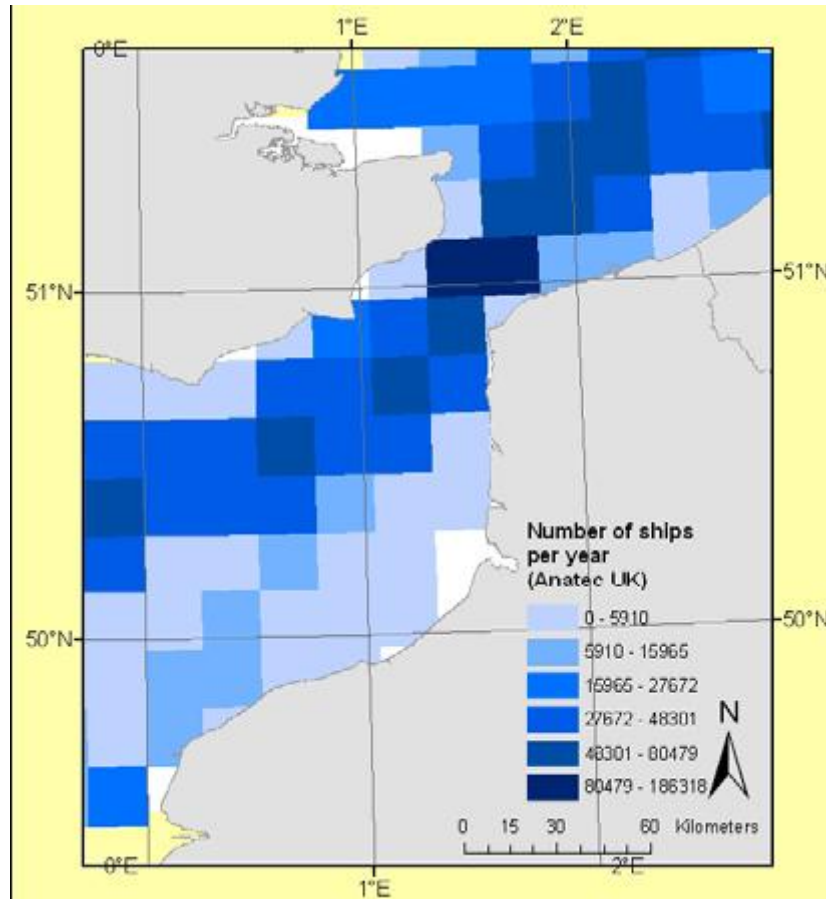 0°E
1°E
2°E
51°N
51°N
50°N
50°N
Number of ships
per year
(Anatec UK)
0 - 5910
5910 - 15965
15965 - 27672
27672 - 48301
48301 - 80479
80479 - 186318
N
0 15 30 60 Kilometers
0°E
1°E
2°E